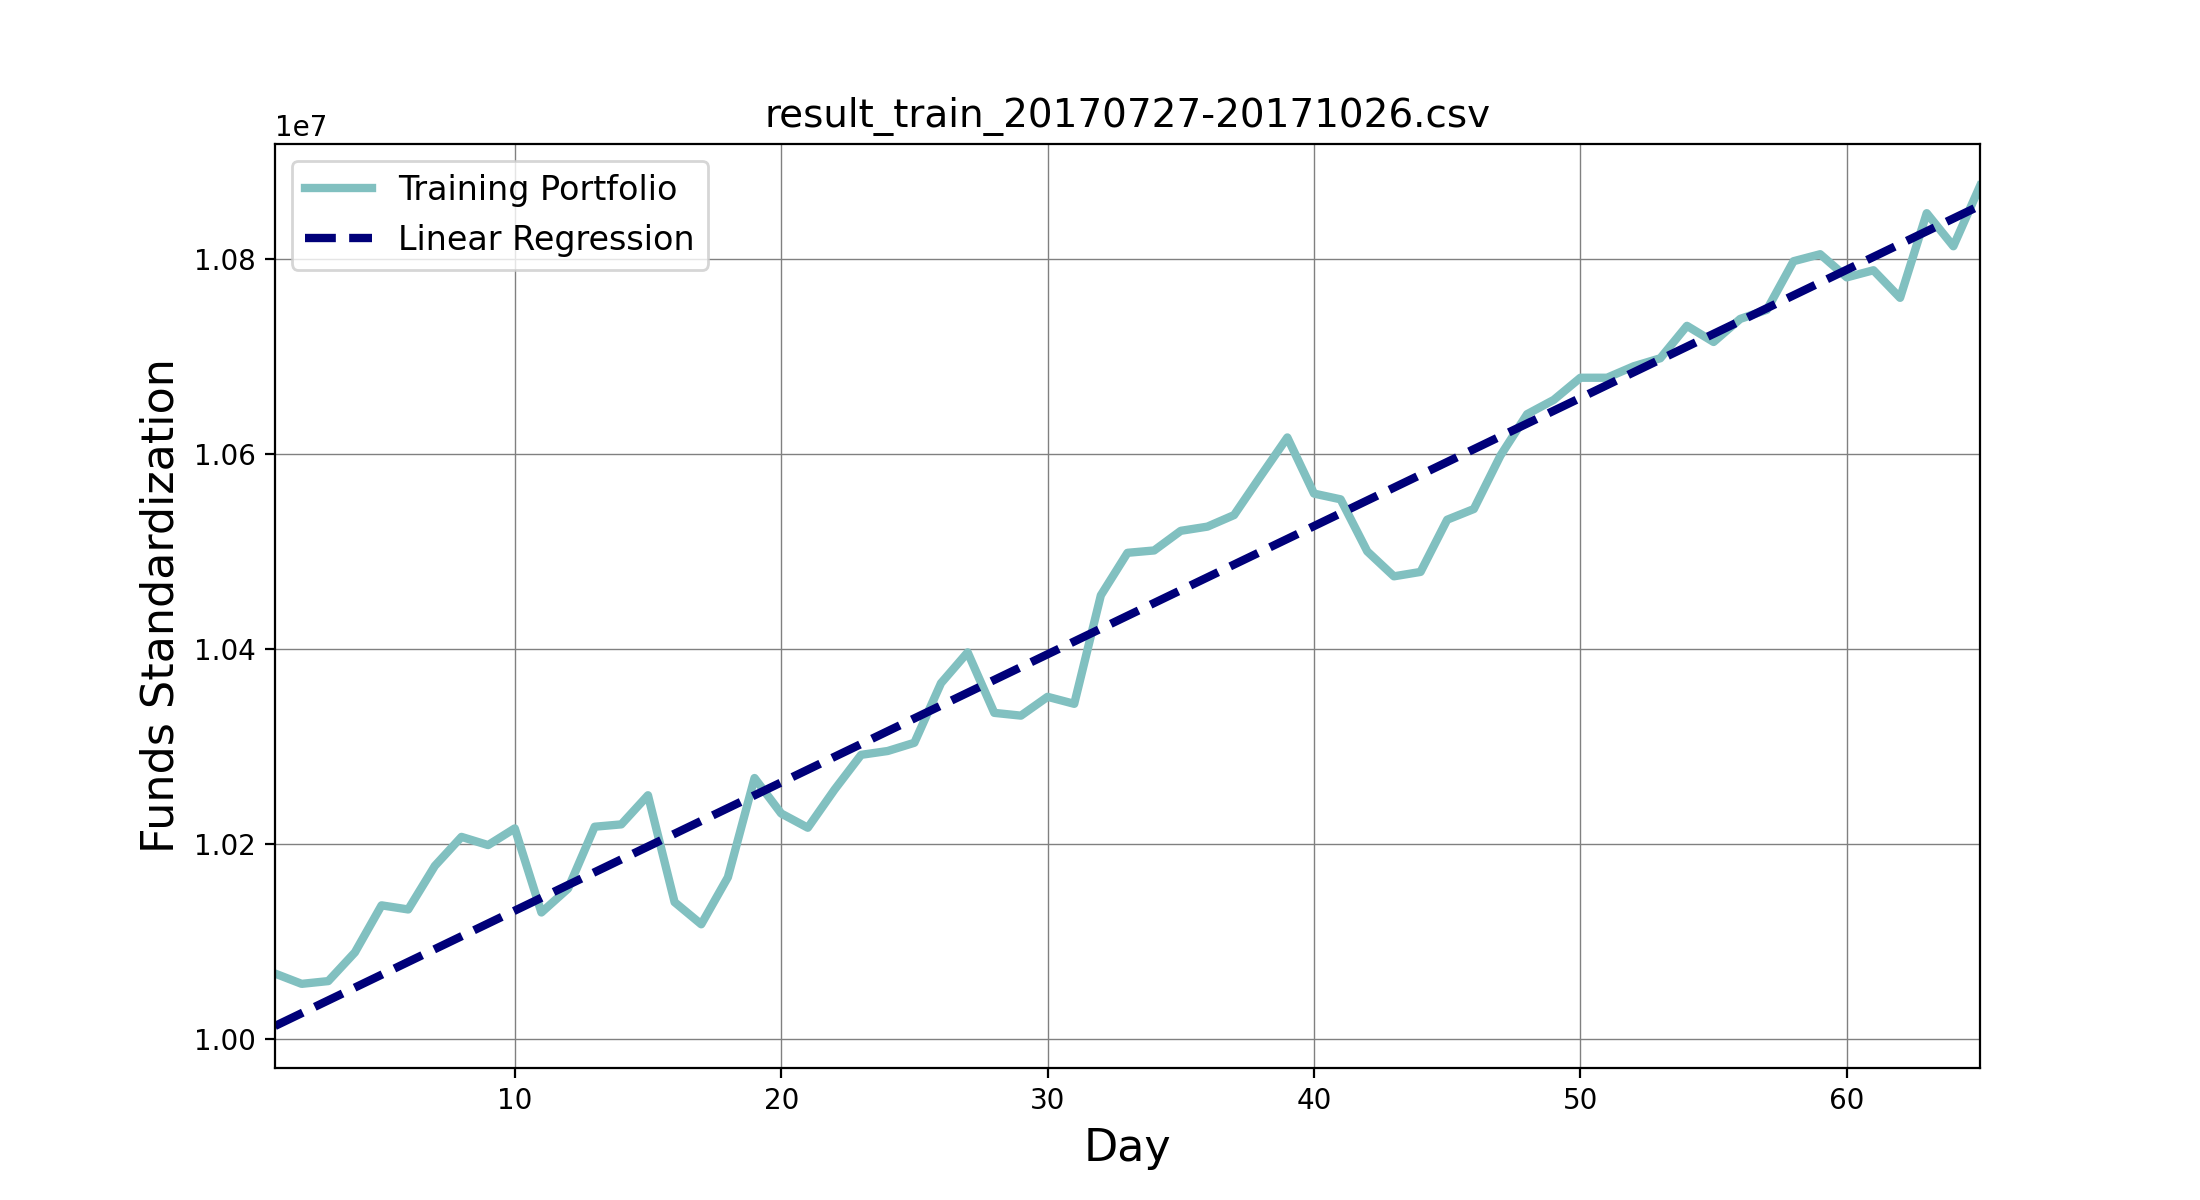 result_train_20170727-20171026.csv
1e7
Training Portfolio
Linear Regression
1.08
1.06
1.04
1.02
1.00
Funds Standardization
10 20 30 40 50 60
Day